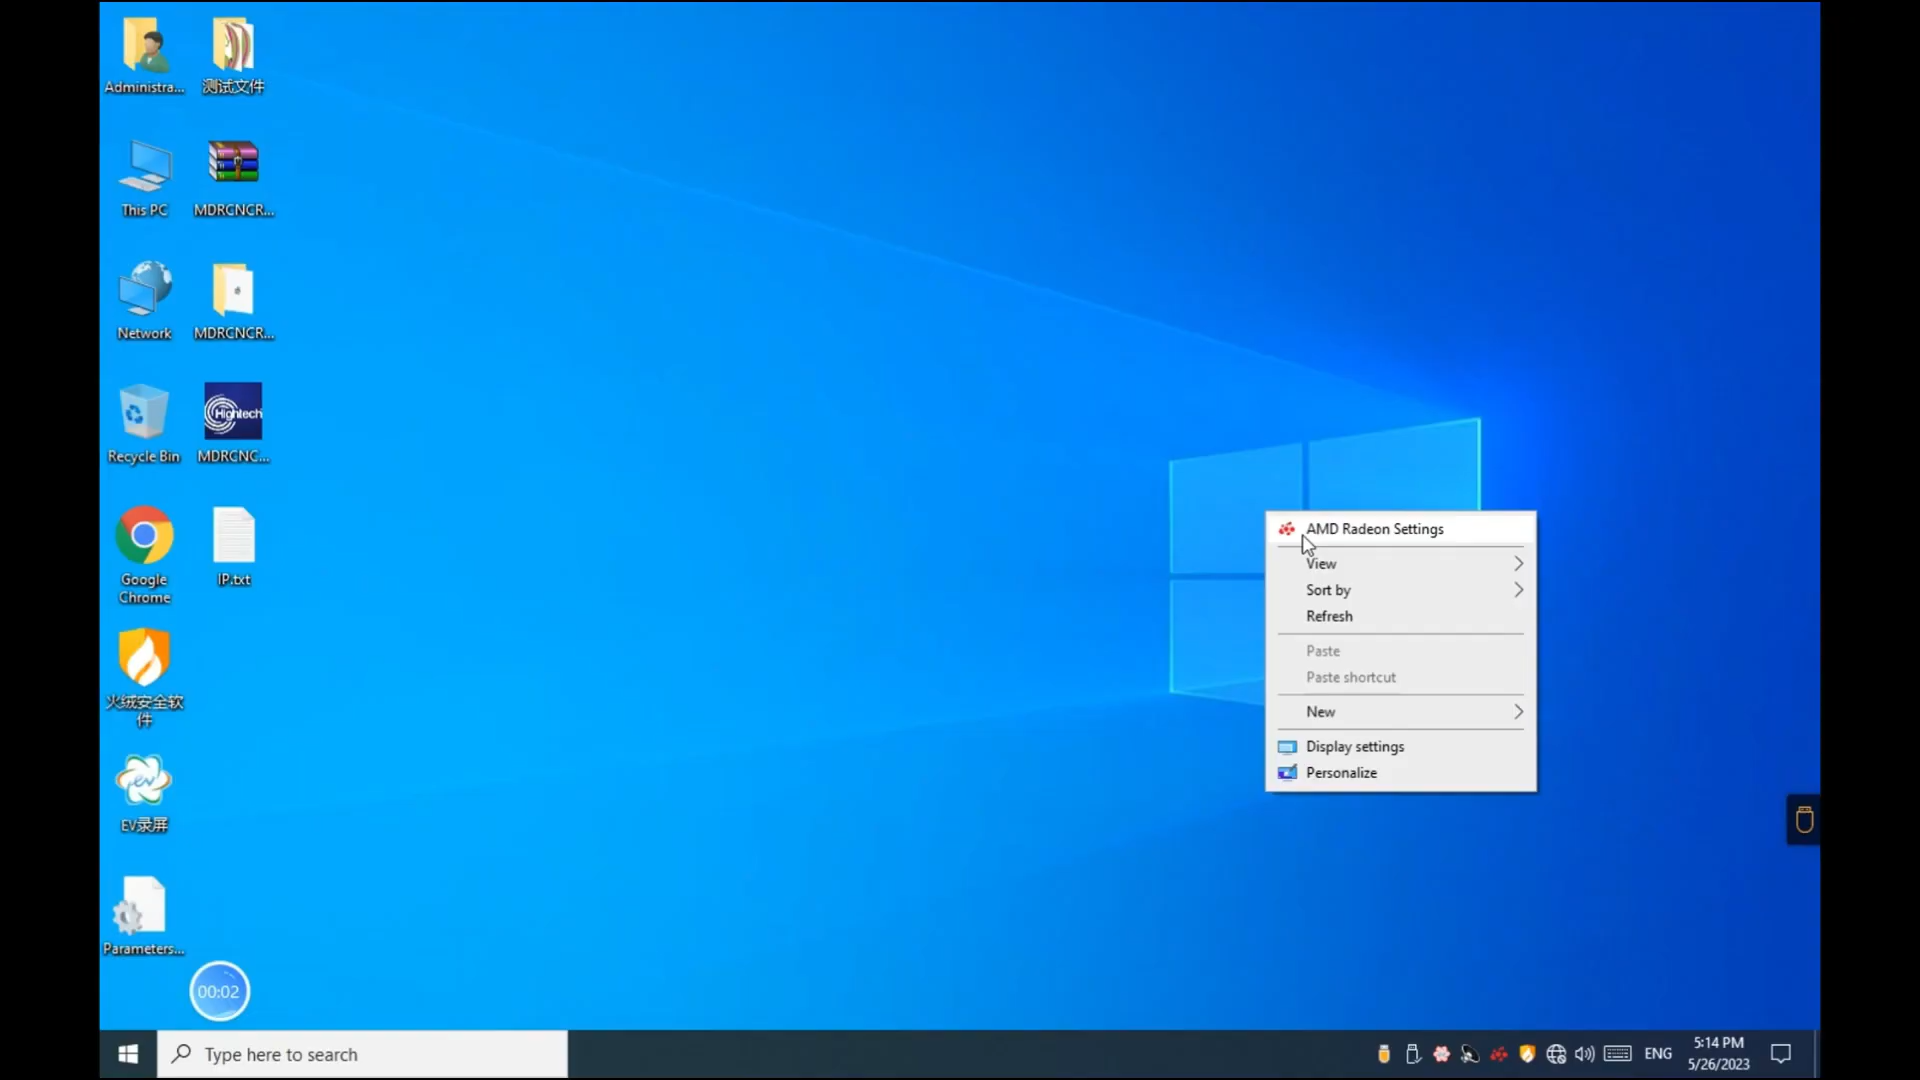 Administra...
测试文件
This PC
MDRCNCR...
Network
MDRCNCR...
Hightech
Recycle Bin
MDRCNC...
Google
Chrome
IP.txt
火绒安全软
件
ev
EV录屏
Parameters...
00:02
AMD Radeon Settings
View
Sort by
Refresh
Paste
Paste shortcut
New
Display settings
Personalize
Type here to search
ENG
5:14 PM
5/26/2023